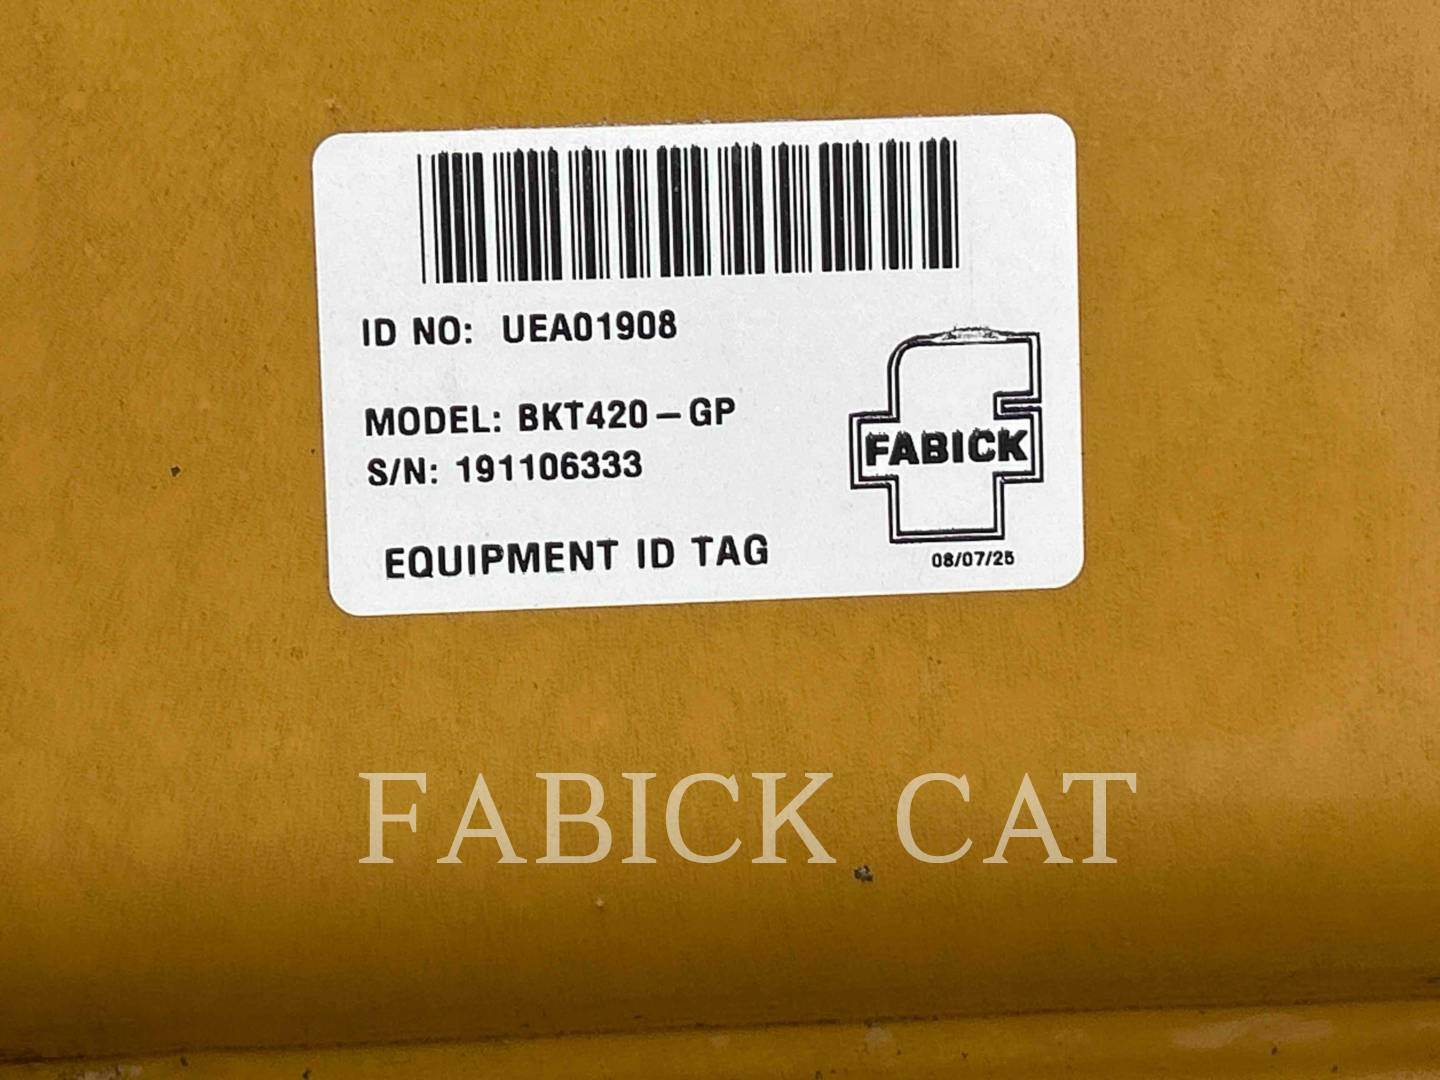 ID NO: UEA01908
MODEL: BKT420-GP
S/N: 191106333
FABICK
EQUIPMENT ID TAG
08/07/25
FABICK CAT